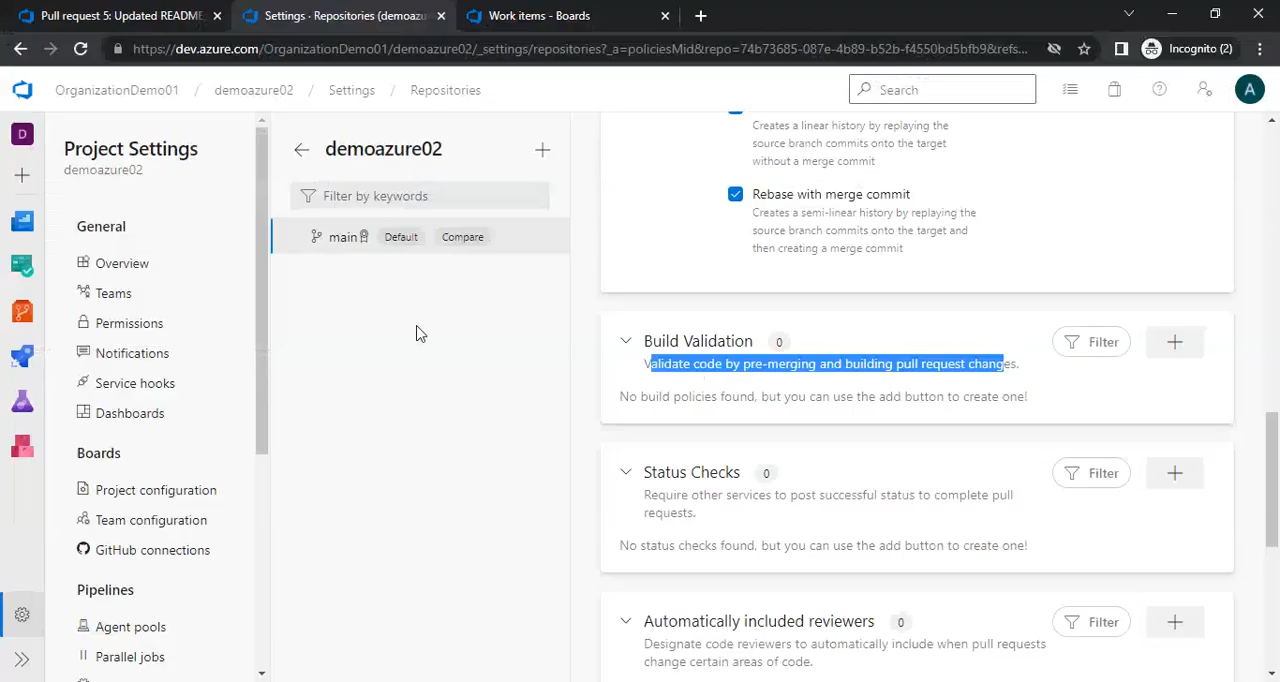 Pull request 5: Updated README.
Settings · Repositories (demoazu
Work items - Boards
https://dev.azure.com/OrganizationDemo01/demoazure02/_settings/repositories?_a=policiesMid&repo=74b73685-087e-4b89-b52b-f4550bd5bfb9&refs...
Incognito (2)
OrganizationDemo01 / demoazure02 / Settings / Repositories
Search
A
D
Project Settings
demoazure02
General
Overview
Teams
Permissions
Notifications
Service hooks
Dashboards
Boards
Project configuration
Team configuration
GitHub connections
Pipelines
Agent pools
Parallel jobs
demoazure02
Filter by keywords
main Default Compare
Creates a linear history by replaying the
source branch commits onto the target
without a merge commit
Rebase with merge commit
Creates a semi-linear history by replaying the
source branch commits onto the target and
then creating a merge commit
Build Validation 0
Filter
Validate code by pre-merging and building pull request changes.
No build policies found, but you can use the add button to create one!
Status Checks 0
Filter
Require other services to post successful status to complete pull
requests.
No status checks found, but you can use the add button to create one!
Automatically included reviewers 0
Filter
Designate code reviewers to automatically include when pull requests
change certain areas of code.